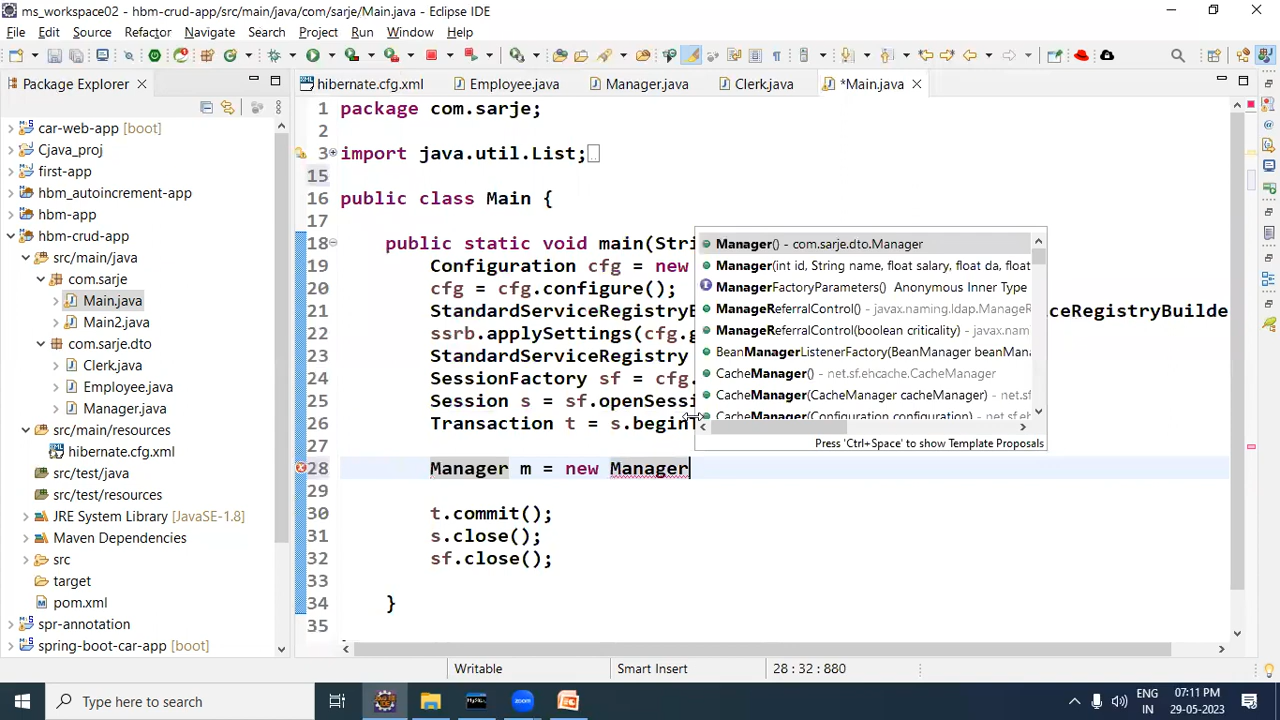 ms_workspace02 - hbm-crud-app/src/main/java/com/sarje/Main.java - Eclipse IDE
File Edit Source Refactor Navigate Search Project Run Window Help
Package Explorer
hibernate.cfg.xml Employee.java Manager.java Clerk.java *Main.java
car-web-app [boot]
Cjava_proj
first-app
hbm_autoincrement-app
hbm-app
hbm-crud-app
src/main/java
com.sarje
Main.java
Main2.java
com.sarje.dto
Clerk.java
Employee.java
Manager.java
src/main/resources
hibernate.cfg.xml
src/test/java
src/test/resources
JRE System Library [JavaSE-1.8]
Maven Dependencies
src
target
pom.xml
spr-annotation
spring-boot-car-app [boot]
1 package com.sarje;
2
3 import java.util.List;
15
16 public class Main {
17
18 public static void main(Stri
19 Configuration cfg = new
20 cfg = cfg.configure();
21 StandardServiceRegistryB eRegistryBuilde
22 ssrb.applySettings(cfg.g
23 StandardServiceRegistry
24 SessionFactory sf = cfg.
25 Session s = sf.openSessi
26 Transaction t = s.beginT
27
28 Manager m = new Manager
29
30 t.commit();
31 s.close();
32 sf.close();
33
34 }
35
Manager() - com.sarje.dto.Manager
Manager(int id, String name, float salary, float da, float
ManagerFactoryParameters() Anonymous Inner Type
ManageReferralControl() - javax.naming.ldap.ManageR
ManageReferralControl(boolean criticality) - javax.nam
BeanManagerListenerFactory(BeanManager beanMana
CacheManager() - net.sf.ehcache.CacheManager
CacheManager(CacheManager cacheManager) - net.sf
CacheManager(Configuration configuration) - net.sf.eh
Press 'Ctrl+Space' to show Template Proposals
Writable Smart Insert 28 : 32 : 880
Type here to search
ENG
IN
07:11 PM
29-05-2023